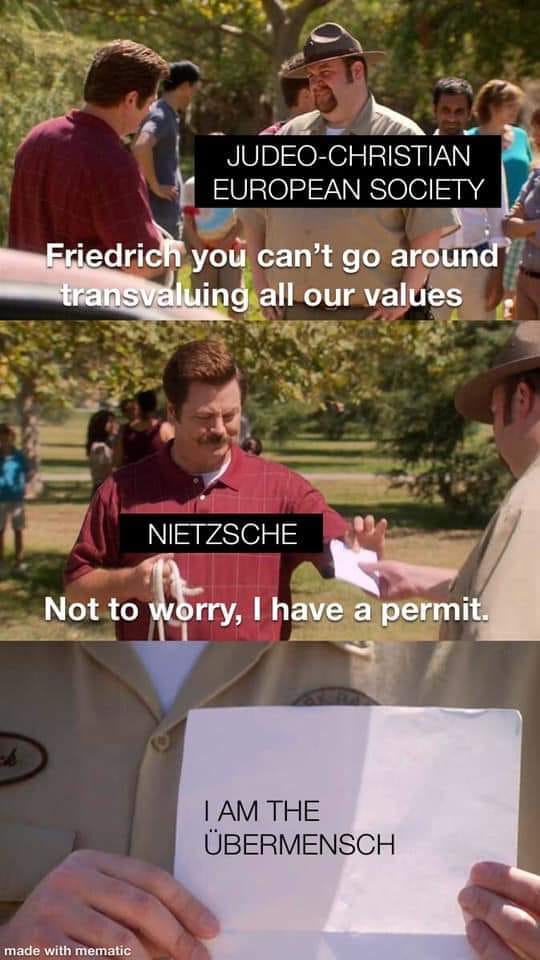 JUDEO-CHRISTIAN
EUROPEAN SOCIETY
Friedrich you can't go around
transvaluing all our values
NIETZSCHE
Not to worry, I have a permit.
I AM THE
ÜBERMENSCH
made with mematic